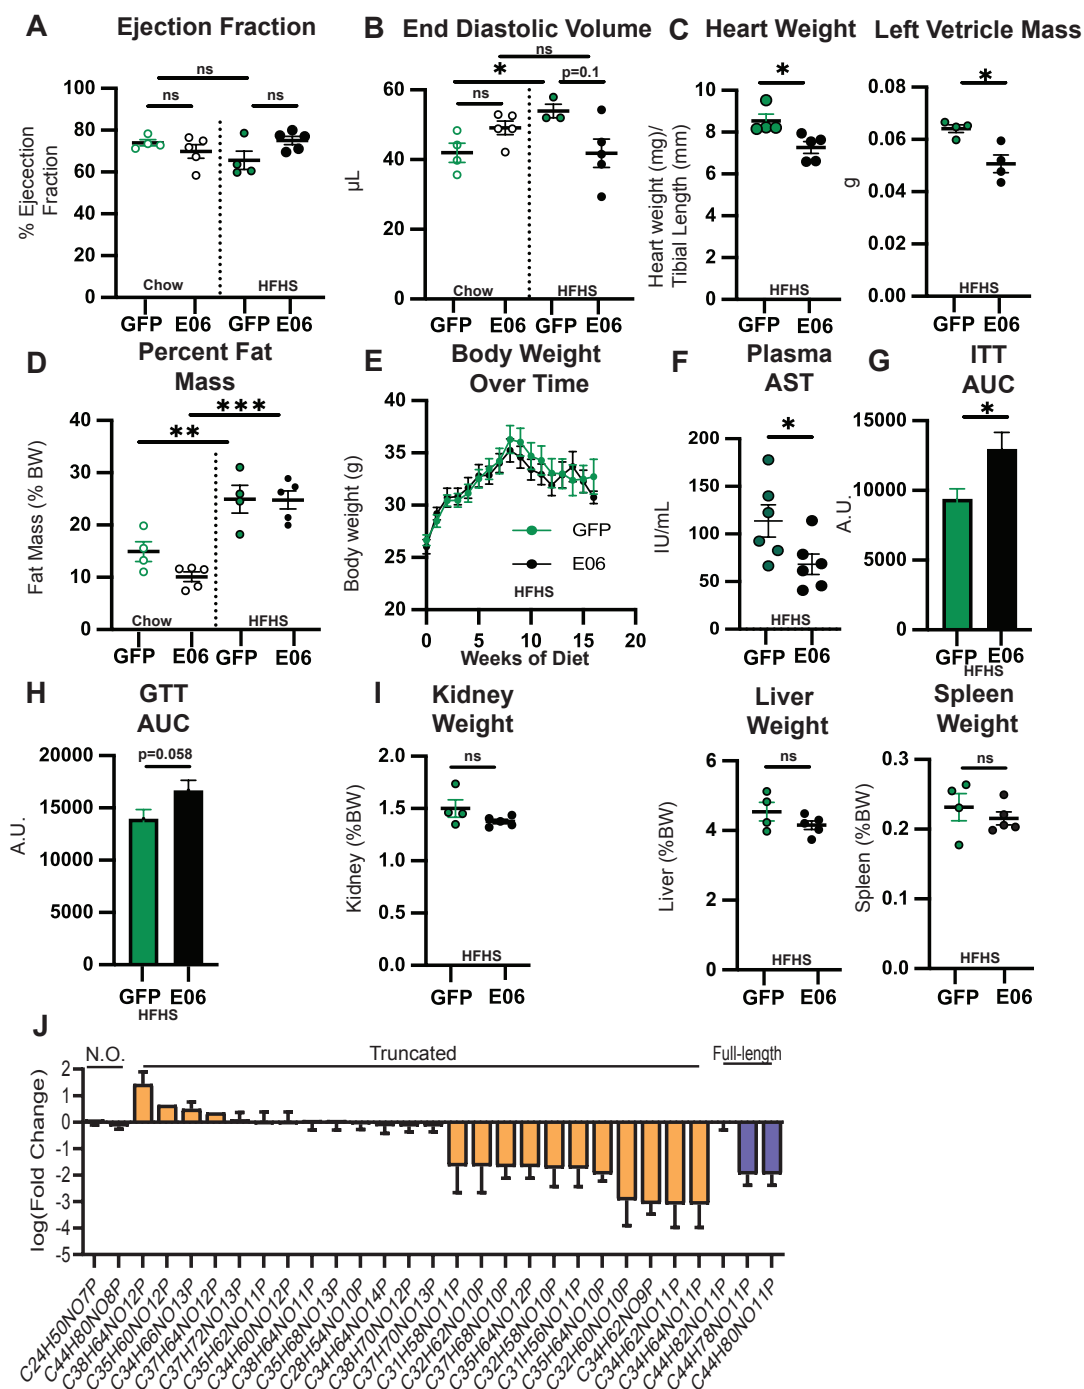 A
Ejection Fraction
% Ejecection
Fraction
100
80
60
40
20
0
ns
ns
ns
Chow
HFHS
GFP E06 GFP E06
B
End Diastolic Volume
µL
60
40
20
0
ns
*
p=0.1
ns
Chow
HFHS
GFP E06 GFP E06
C
Heart Weight
Heart weight (mg)/
Tibial Length (mm)
10
8
6
4
2
0
*
HFHS
GFP E06
Left Vetricle Mass
g
0.08
0.06
0.04
0.02
0.00
*
HFHS
GFP E06
D
Percent Fat
Mass
Fat Mass (% BW)
40
30
20
10
0
***
**
Chow
HFHS
GFP E06 GFP E06
E
Body Weight
Over Time
Body weight (g)
40
35
30
25
20
GFP
E06
HFHS
0 5 10 15 20
Weeks of Diet
F
Plasma
AST
IU/mL
200
150
100
50
0
*
HFHS
GFP E06
G
ITT
AUC
A.U.
15000
10000
5000
0
*
GFP E06
HFHS
H
GTT
AUC
A.U.
20000
15000
10000
5000
0
p=0.058
GFP E06
HFHS
I
Kidney
Weight
Kidney (%BW)
2.0
1.5
1.0
0.5
0.0
ns
HFHS
GFP E06
Liver
Weight
Liver (%BW)
6
4
2
0
ns
HFHS
GFP E06
Spleen
Weight
Spleen (%BW)
0.3
0.2
0.1
0.0
ns
HFHS
GFP E06
J
N.O.
Truncated
Full-length
log(Fold Change)
2
1
0
-1
-2
-3
-4
-5
C24H50NO7P
C44H80NO8P
C38H64NO12P
C35H60NO12P
C34H66NO13P
C37H64NO12P
C37H72NO13P
C35H62NO11P
C34H60NO12P
C38H64NO11P
C35H68NO13P
C28H54NO10P
C34H64NO14P
C38H70NO12P
C37H70NO13P
C31H58NO11P
C32H62NO10P
C37H68NO10P
C35H64NO12P
C32H58NO10P
C31H56NO11P
C35H64NO10P
C32H60NO10P
C34H62NO9P
C34H62NO11P
C34H64NO11P
C44H82NO11P
C44H78NO11P
C44H80NO11P